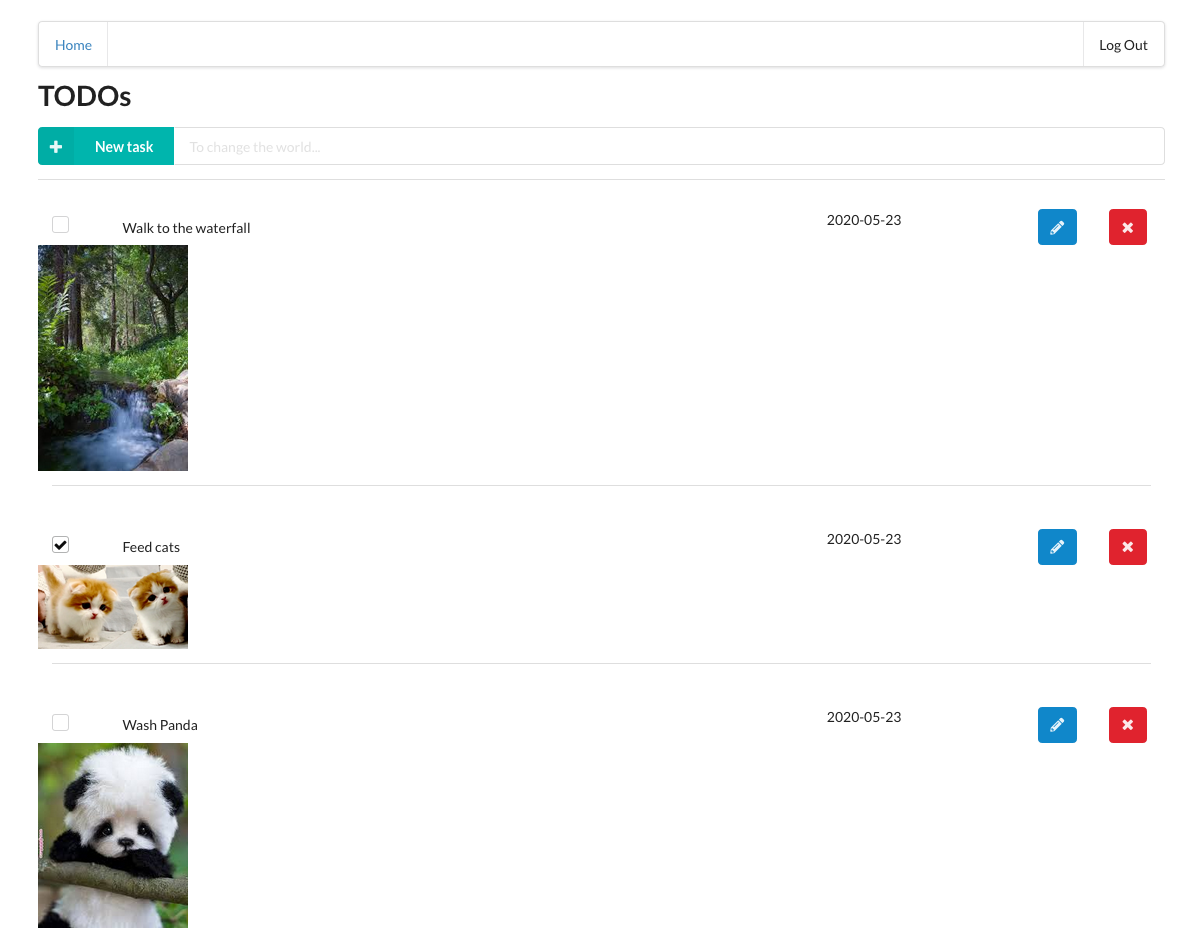 Home
Log Out
TODOs
New task
To change the world...
Walk to the waterfall
2020-05-23
Feed cats
2020-05-23
Wash Panda
2020-05-23